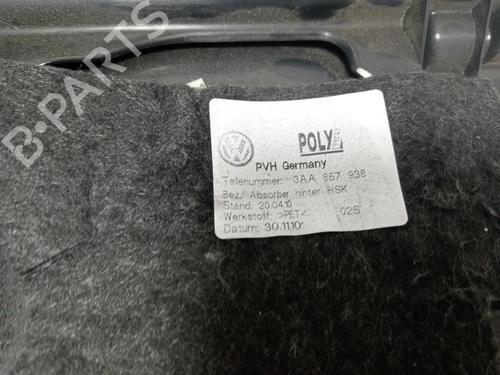 B-PARTS
POLY
PVH Germany
Teilenummer: 3AA 857 938
Bez. Absorber hinter HSK
Stand: 20.04.10
Werkstoff: >PET< 02S
Datum: 30.11.10